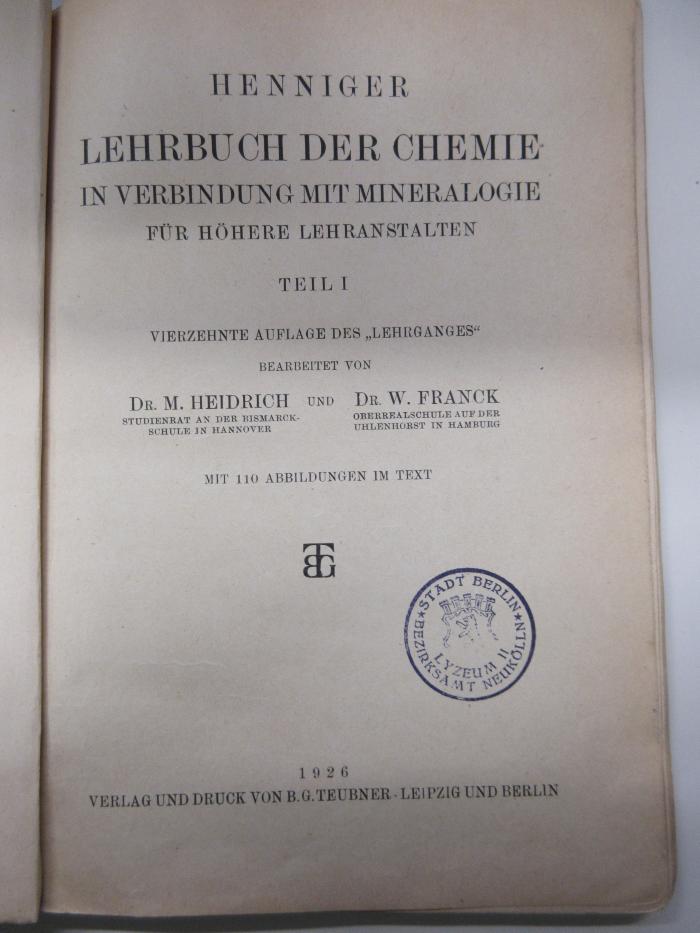 HENNIGER
LEHRBUCH DER CHEMIE
IN VERBINDUNG MIT MINERALOGIE
FÜR HÖHERE LEHRANSTALTEN
TEIL I
VIERZEHNTE AUFLAGE DES „LEHRGANGES“
BEARBEITET VON
DR. M. HEIDRICH UND DR. W. FRANCK
STUDIENRAT AN DER BISMARCK-
SCHULE IN HANNOVER
OBERREALSCHULE AUF DER
UHLENHORST IN HAMBURG
MIT 110 ABBILDUNGEN IM TEXT
BTG
★STADT BERLIN★
LYZEUM II
BEZIRKSAMT NEUKÖLLN
1926
VERLAG UND DRUCK VON B. G. TEUBNER · LEIPZIG UND BERLIN